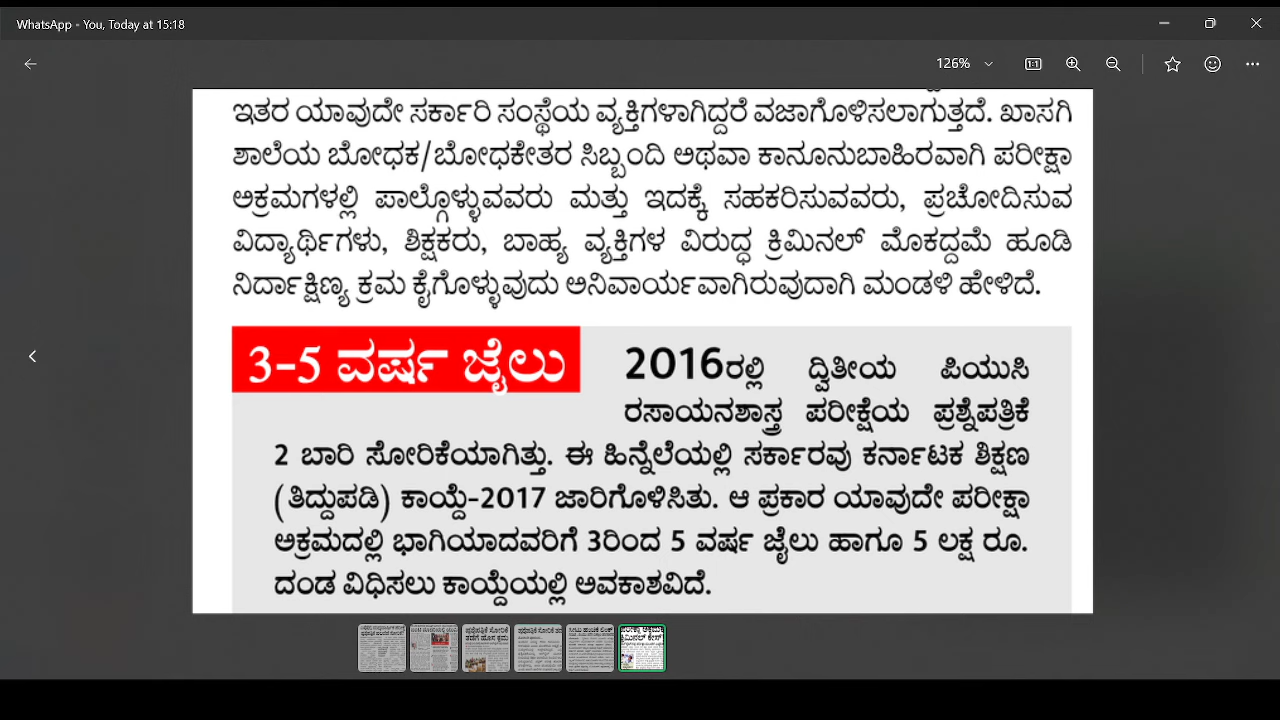 WhatsApp - You, Today at 15:18
126%
ಇತರ ಯಾವುದೇ ಸರ್ಕಾರಿ ಸಂಸ್ಥೆಯ ವ್ಯಕ್ತಿಗಳಾಗಿದ್ದರೆ ವಜಾಗೊಳಿಸಲಾಗುತ್ತದೆ. ಖಾಸಗಿ
ಶಾಲೆಯ ಬೋಧಕ/ಬೋಧಕೇತರ ಸಿಬ್ಬಂದಿ ಅಥವಾ ಕಾನೂನುಬಾಹಿರವಾಗಿ ಪರೀಕ್ಷಾ
ಅಕ್ರಮಗಳಲ್ಲಿ ಪಾಲ್ಗೊಳ್ಳುವವರು ಮತ್ತು ಇದಕ್ಕೆ ಸಹಕರಿಸುವವರು, ಪ್ರಚೋದಿಸುವ
ವಿದ್ಯಾರ್ಥಿಗಳು, ಶಿಕ್ಷಕರು, ಬಾಹ್ಯ ವ್ಯಕ್ತಿಗಳ ವಿರುದ್ಧ ಕ್ರಿಮಿನಲ್ ಮೊಕದ್ದಮೆ ಹೂಡಿ
ನಿರ್ದಾಕ್ಷಿಣ್ಯ ಕ್ರಮ ಕೈಗೊಳ್ಳುವುದು ಅನಿವಾರ್ಯವಾಗಿರುವುದಾಗಿ ಮಂಡಳಿ ಹೇಳಿದೆ.
3-5 ವರ್ಷ ಜೈಲು
2016ರಲ್ಲಿ ದ್ವಿತೀಯ ಪಿಯುಸಿ
ರಸಾಯನಶಾಸ್ತ್ರ ಪರೀಕ್ಷೆಯ ಪ್ರಶ್ನೆಪತ್ರಿಕೆ
2 ಬಾರಿ ಸೋರಿಕೆಯಾಗಿತ್ತು. ಈ ಹಿನ್ನೆಲೆಯಲ್ಲಿ ಸರ್ಕಾರವು ಕರ್ನಾಟಕ ಶಿಕ್ಷಣ
(ತಿದ್ದುಪಡಿ) ಕಾಯ್ದೆ-2017 ಜಾರಿಗೊಳಿಸಿತು. ಆ ಪ್ರಕಾರ ಯಾವುದೇ ಪರೀಕ್ಷಾ
ಅಕ್ರಮದಲ್ಲಿ ಭಾಗಿಯಾದವರಿಗೆ 3ರಿಂದ 5 ವರ್ಷ ಜೈಲು ಹಾಗೂ 5 ಲಕ್ಷ ರೂ.
ದಂಡ ವಿಧಿಸಲು ಕಾಯ್ದೆಯಲ್ಲಿ ಅವಕಾಶವಿದೆ.